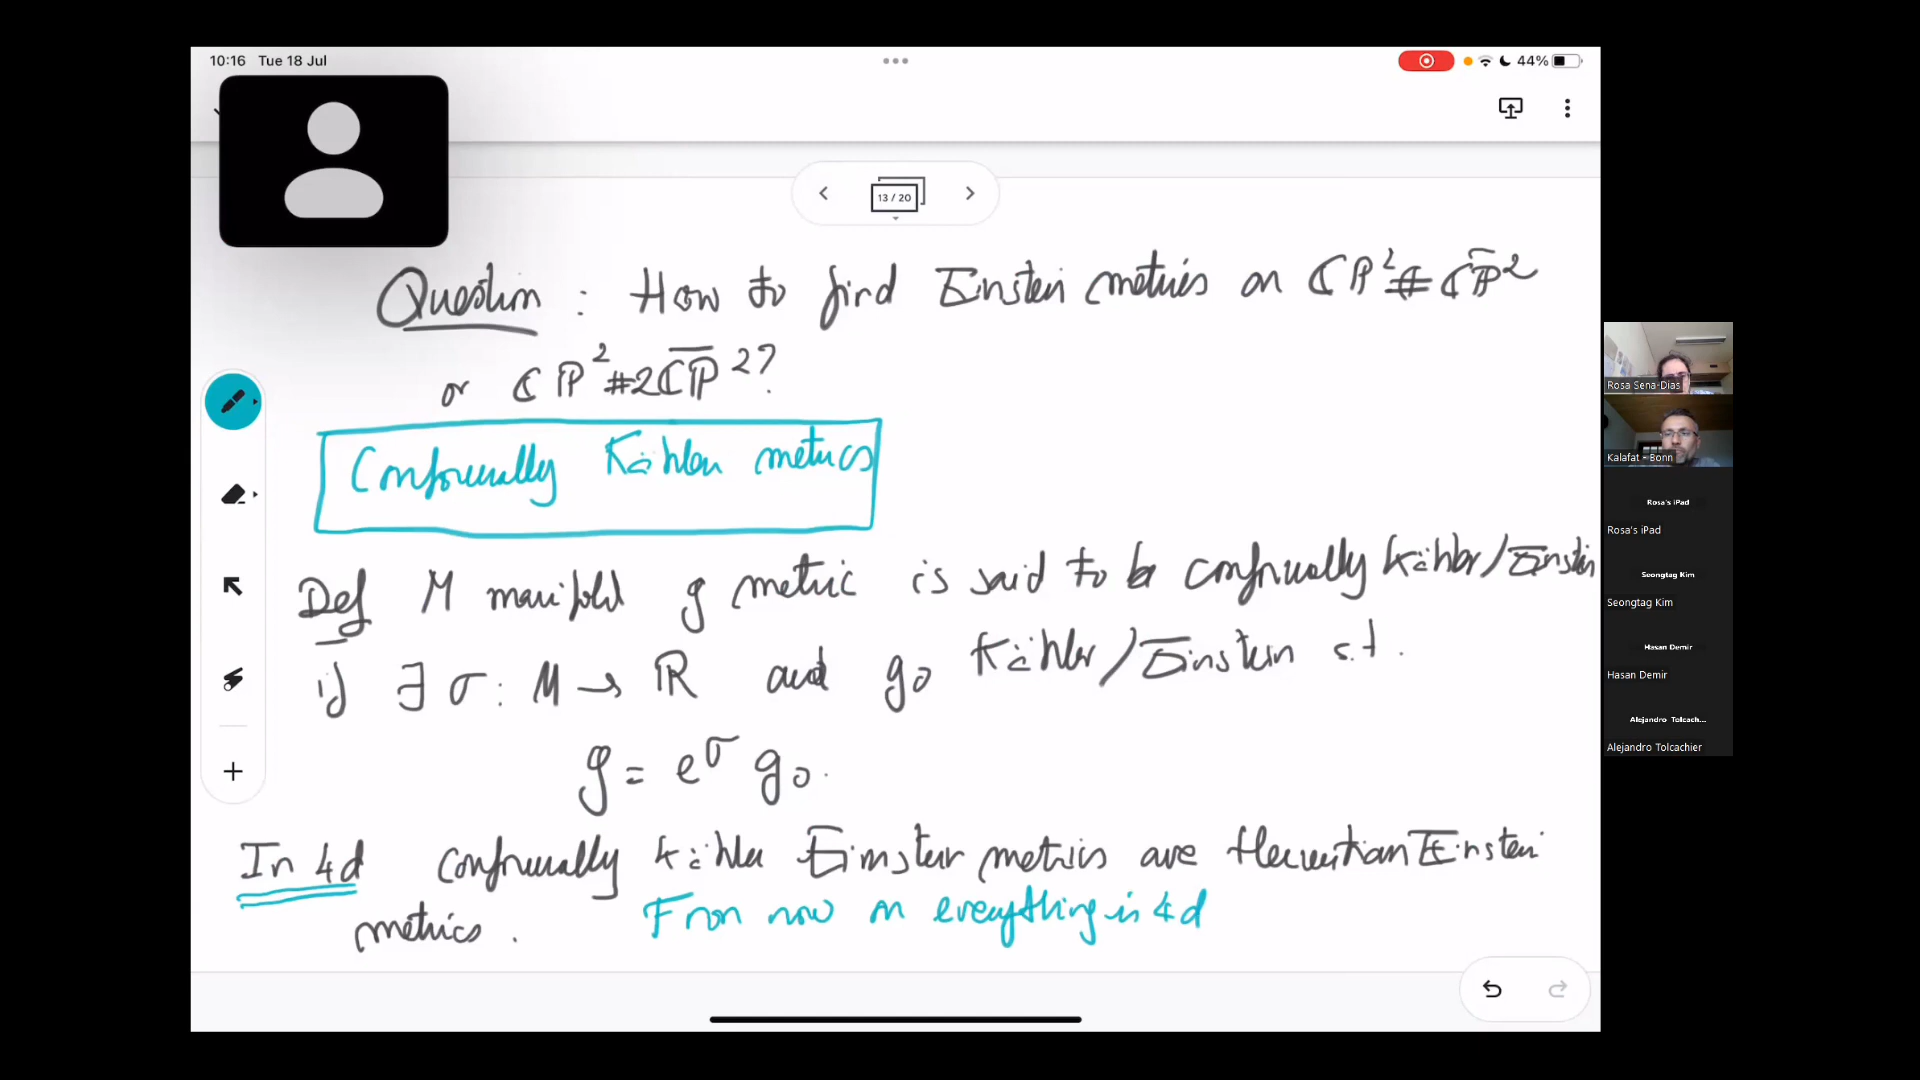 10:16 Tue 18 Jul
44%
13 / 20
Question : How to find Einstein metrics on ℂℙ²#ℂℙ̅²
or ℂℙ²#2ℂℙ̅²?
Conformally Kähler metrics
Def M manifold g metric is said to be conformally Kähler/Einstein
if ∃ σ: M → ℝ and g₀ Kähler/Einstein s.t.
g = e^σ g₀.
In 4d conformally Kähler Einstein metrics are Hermitian Einstein
metrics.
From now on everything is 4d
Rosa Sena-Dias
Kalafat - Bonn
Rosa's iPad
Rosa's iPad
Seongtag Kim
Seongtag Kim
Hasan Demir
Hasan Demir
Alejandro Tolcach...
Alejandro Tolcachier